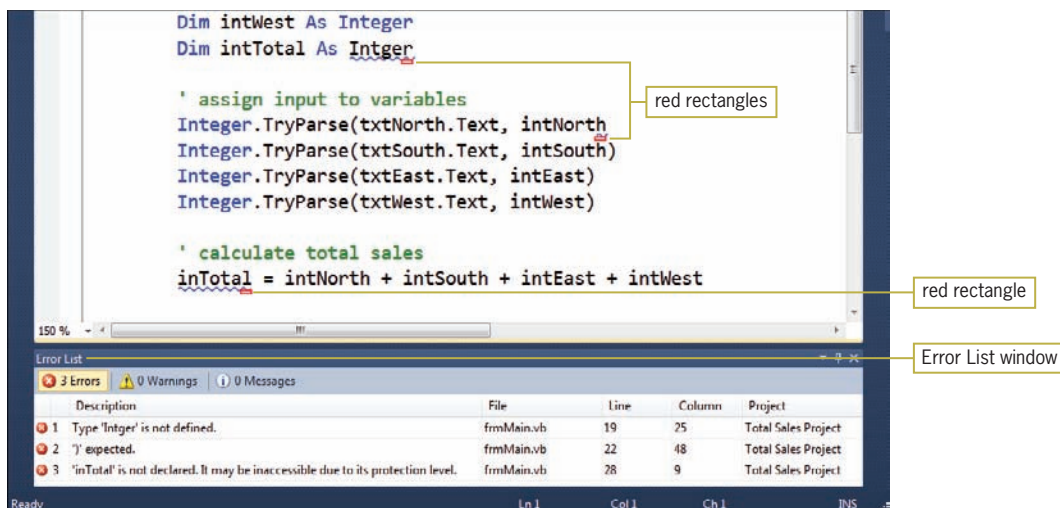 Dim intWest As Integer
Dim intTotal As Intger
' assign input to variables
red rectangles
Integer.TryParse(txtNorth.Text, intNorth
Integer.TryParse(txtSouth.Text, intSouth)
Integer.TryParse(txtEast.Text, intEast)
Integer.TryParse(txtWest.Text, intWest)
' calculate total sales
inTotal = intNorth + intSouth + intEast + intWest
red rectangle
150 %
Error List
Error List window
3 Errors 0 Warnings 0 Messages
Description File Line Column Project
1 Type 'Intger' is not defined. frmMain.vb 19 25 Total Sales Project
2 ')' expected. frmMain.vb 22 48 Total Sales Project
3 'inTotal' is not declared. It may be inaccessible due to its protection level. frmMain.vb 28 9 Total Sales Project
Ready Ln 1 Col 1 Ch 1 INS